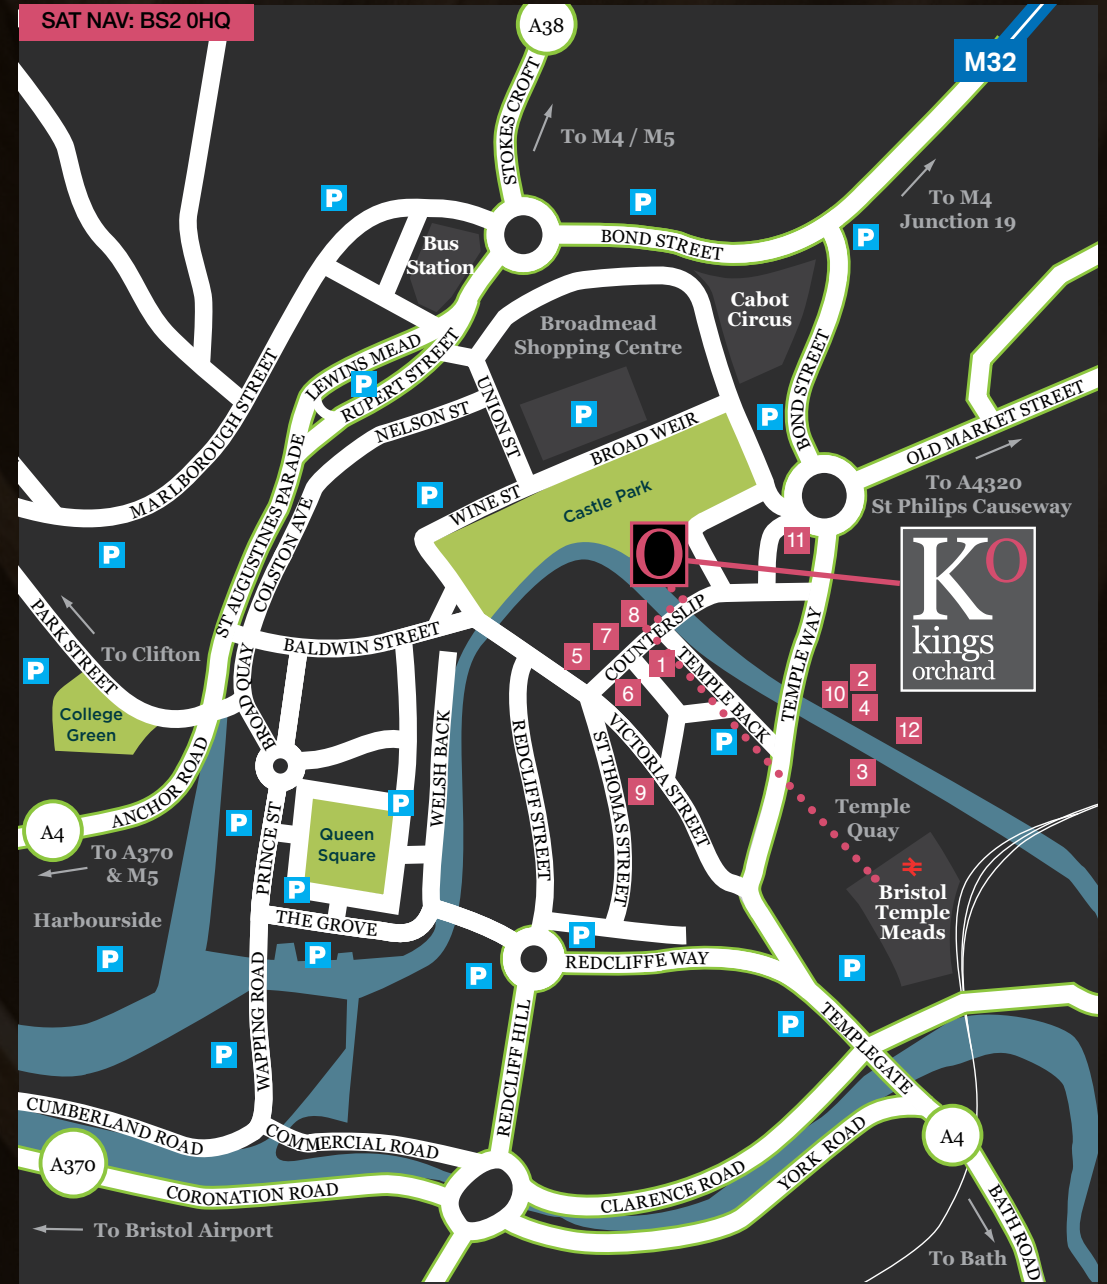 SAT NAV: BS2 0HQ
A38
M32
STOKES CROFT
To M4 / M5
To M4
Junction 19
P
P
P
BOND STREET
Bus
Station
Cabot
Circus
Broadmead
Shopping Centre
LEWINS MEAD
P
RUPERT STREET
NELSON ST
UNION ST
P
P
BOND STREET
MARLBOROUGH STREET
BROAD WEIR
OLD MARKET STREET
WINE ST
P
Castle Park
To A4320
St Philips Causeway
ST AUGUSTINES PARADE
COLSTON AVE
P
11
O
KO
kings
orchard
PARK STREET
To Clifton
BALDWIN STREET
8
7
5
COUNTERSLIP
1
6
TEMPLE BACK
TEMPLE WAY
2
10
4
12
3
P
P
College
Green
BROAD QUAY
WELSH BACK
REDCLIFF STREET
ST THOMAS STREET
VICTORIA STREET
9
P
Temple
Quay
ANCHOR ROAD
A4
To A370
& M5
P
PRINCE ST
Queen
Square
P
Bristol
Temple
Meads
Harbourside
P
THE GROVE
P
P
P
REDCLIFFE WAY
P
P
WAPPING ROAD
P
REDCLIFF HILL
TEMPLEGATE
CUMBERLAND ROAD
COMMERCIAL ROAD
A370
CORONATION ROAD
CLARENCE ROAD
YORK ROAD
A4
BATH ROAD
To Bristol Airport
To Bath